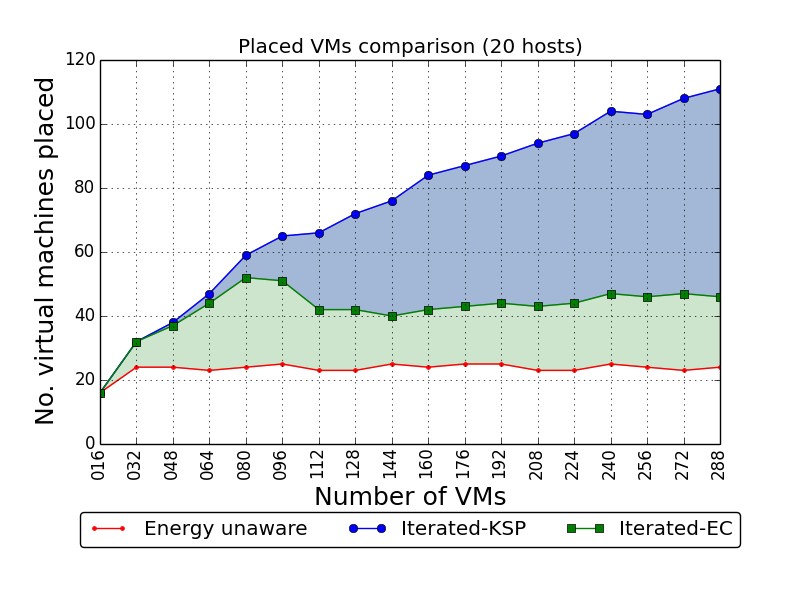 Placed VMs comparison (20 hosts)
120
100
80
60
40
20
0
No. virtual machines placed
016 032 048 064 080 096 112 128 144 160 176 192 208 224 240 256 272 288
Number of VMs
Energy unaware Iterated-KSP Iterated-EC